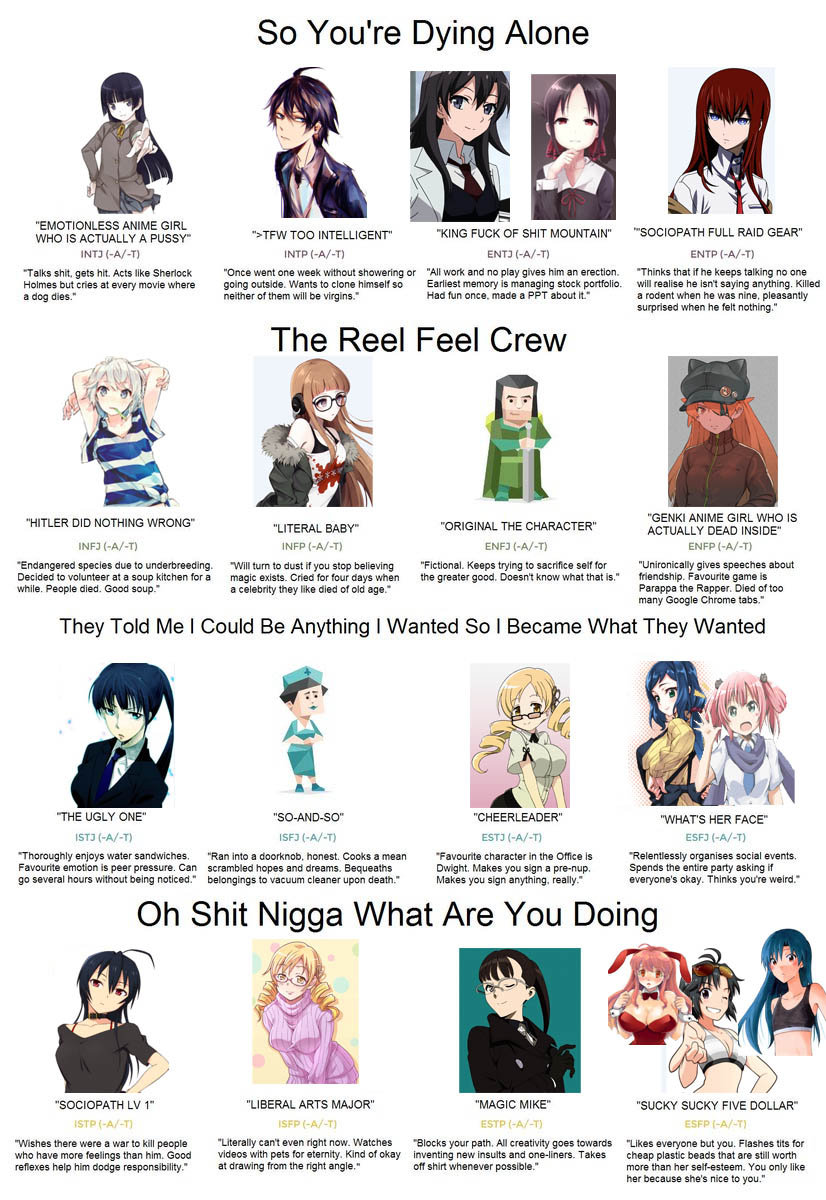 So You're Dying Alone
"EMOTIONLESS ANIME GIRL
WHO IS ACTUALLY A PUSSY"
INTJ (-A/-T)
"Talks shit, gets hit. Acts like Sherlock
Holmes but cries at every movie where
a dog dies."
">TFW TOO INTELLIGENT"
INTP (-A/-T)
"Once went one week without showering or
going outside. Wants to clone himself so
neither of them will be virgins."
"KING FUCK OF SHIT MOUNTAIN"
ENTJ (-A/-T)
"All work and no play gives him an erection.
Earliest memory is managing stock portfolio.
Had fun once, made a PPT about it."
'"SOCIOPATH FULL RAID GEAR"
ENTP (-A/-T)
"Thinks that if he keeps talking no one
will realise he isn't saying anything. Killed
a rodent when he was nine, pleasantly
surprised when he felt nothing."
The Reel Feel Crew
"HITLER DID NOTHING WRONG"
INFJ (-A/-T)
"Endangered species due to underbreeding.
Decided to volunteer at a soup kitchen for a
while. People died. Good soup."
"LITERAL BABY"
INFP (-A/-T)
"Will turn to dust if you stop believing
magic exists. Cried for four days when
a celebrity they like died of old age."
"ORIGINAL THE CHARACTER"
ENFJ (-A/-T)
"Fictional. Keeps trying to sacrifice self for
the greater good. Doesn't know what that is."
"GENKI ANIME GIRL WHO IS
ACTUALLY DEAD INSIDE"
ENFP (-A/-T)
"Unironically gives speeches about
friendship. Favourite game is
Parappa the Rapper. Died of too
many Google Chrome tabs."
They Told Me I Could Be Anything I Wanted So I Became What They Wanted
"THE UGLY ONE"
ISTJ (-A/-T)
"Thoroughly enjoys water sandwiches.
Favourite emotion is peer pressure. Can
go several hours without being noticed."
"SO-AND-SO"
ISFJ (-A/-T)
"Ran into a doorknob, honest. Cooks a mean
scrambled hopes and dreams. Bequeaths
belongings to vacuum cleaner upon death."
"CHEERLEADER"
ESTJ (-A/-T)
"Favourite character in the Office is
Dwight. Makes you sign a pre-nup.
Makes you sign anything, really."
"WHAT'S HER FACE"
ESFJ (-A/-T)
"Relentlessly organises social events.
Spends the entire party asking if
everyone's okay. Thinks you're weird."
Oh Shit Nigga What Are You Doing
"SOCIOPATH LV 1"
ISTP (-A/-T)
"Wishes there were a war to kill people
who have more feelings than him. Good
reflexes help him dodge responsibility."
"LIBERAL ARTS MAJOR"
ISFP (-A/-T)
"Literally can't even right now. Watches
videos with pets for eternity. Kind of okay
at drawing from the right angle."
"MAGIC MIKE"
ESTP (-A/-T)
"Blocks your path. All creativity goes towards
inventing new insults and one-liners. Takes
off shirt whenever possible."
"SUCKY SUCKY FIVE DOLLAR"
ESFP (-A/-T)
"Likes everyone but you. Flashes tits for
cheap plastic beads that are still worth
more than her self-esteem. You only like
her because she's nice to you."